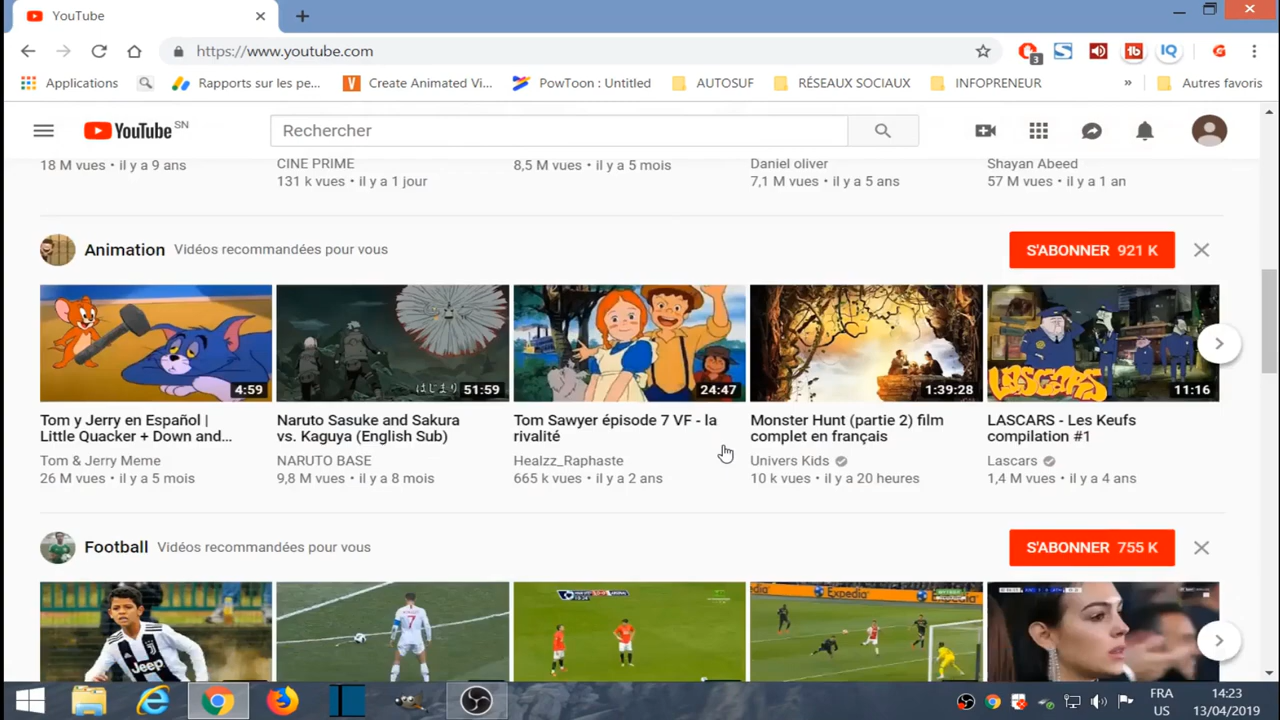 YouTube
https://www.youtube.com
3
16
IQ
Applications
Rapports sur les pe...
Create Animated Vi...
PowToon : Untitled
AUTOSUF
RÉSEAUX SOCIAUX
INFOPRENEUR
»
Autres favoris
YouTube SN
Rechercher
18 M vues • il y a 9 ans
CINE PRIME
131 k vues • il y a 1 jour
8,5 M vues • il y a 5 mois
Daniel oliver
7,1 M vues • il y a 5 ans
Shayan Abeed
57 M vues • il y a 1 an
Animation Vidéos recommandées pour vous
S'ABONNER 921 K
4:59
はじまり
51:59
24:47
1:39:28
LASCARS
11:16
Tom y Jerry en Español |
Little Quacker + Down and...
Tom & Jerry Meme
26 M vues • il y a 5 mois
Naruto Sasuke and Sakura
vs. Kaguya (English Sub)
NARUTO BASE
9,8 M vues • il y a 8 mois
Tom Sawyer épisode 7 VF - la
rivalité
Healzz_Raphaste
665 k vues • il y a 2 ans
Monster Hunt (partie 2) film
complet en français
Univers Kids
10 k vues • il y a 20 heures
LASCARS - Les Keufs
compilation #1
Lascars
1,4 M vues • il y a 4 ans
Football Vidéos recommandées pour vous
S'ABONNER 755 K
Jeep
7
Expedia
FRA
US
14:23
13/04/2019